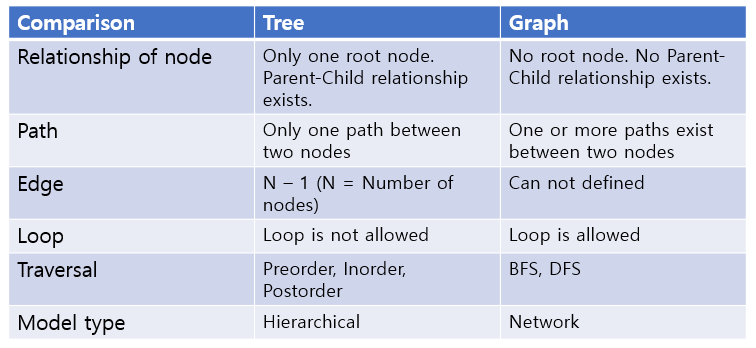 Comparison Tree Graph
Relationship of node Only one root node. Parent-Child relationship exists. No root node. No Parent-Child relationship exists.
Path Only one path between two nodes One or more paths exist between two nodes
Edge N – 1 (N = Number of nodes) Can not defined
Loop Loop is not allowed Loop is allowed
Traversal Preorder, Inorder, Postorder BFS, DFS
Model type Hierarchical Network